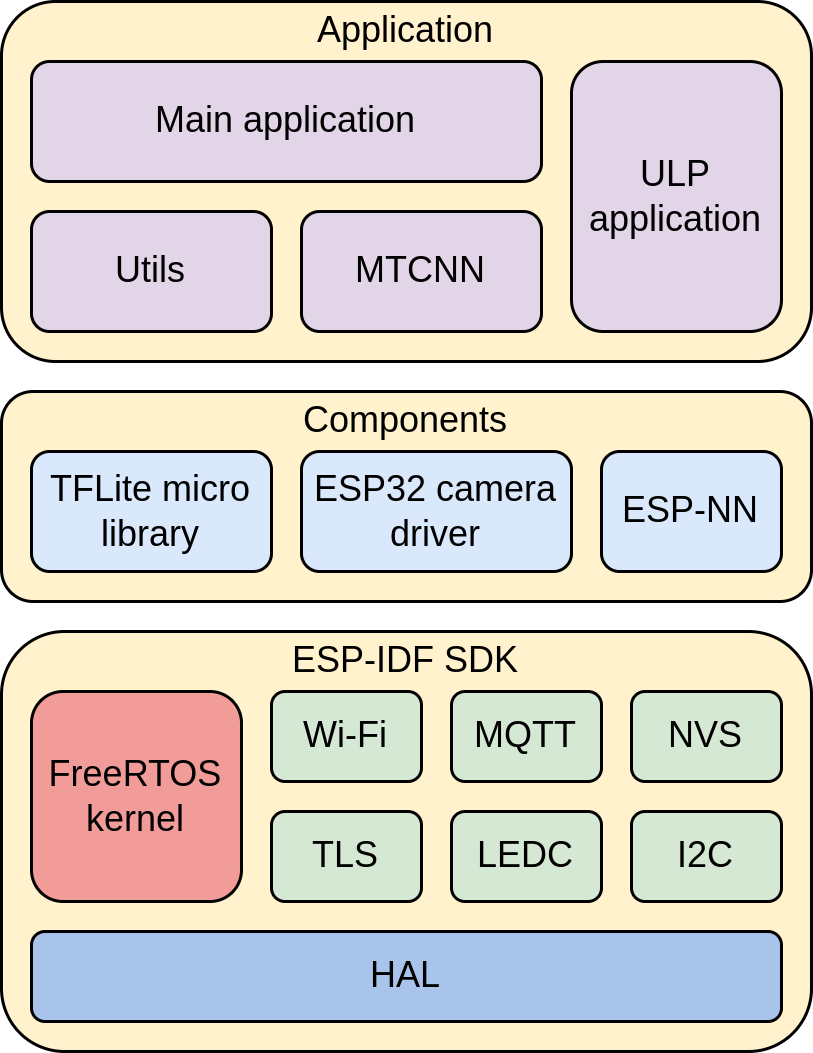 Application
Main application
ULP
application
Utils
MTCNN
Components
TFLite micro
library
ESP32 camera
driver
ESP-NN
ESP-IDF SDK
FreeRTOS
kernel
Wi-Fi
MQTT
NVS
TLS
LEDC
I2C
HAL